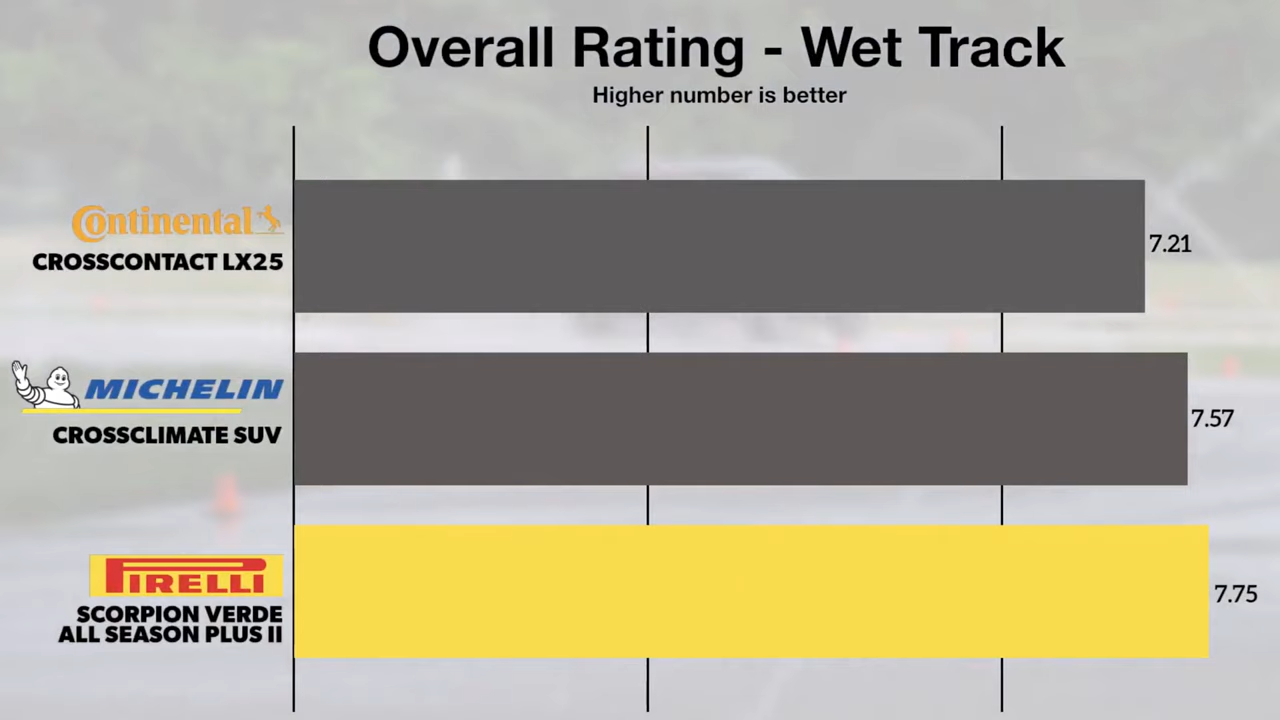 Overall Rating - Wet Track
Higher number is better
Continental
CROSSCONTACT LX25
7.21
MICHELIN
CROSSCLIMATE SUV
7.57
PIRELLI
SCORPION VERDE
ALL SEASON PLUS II
7.75